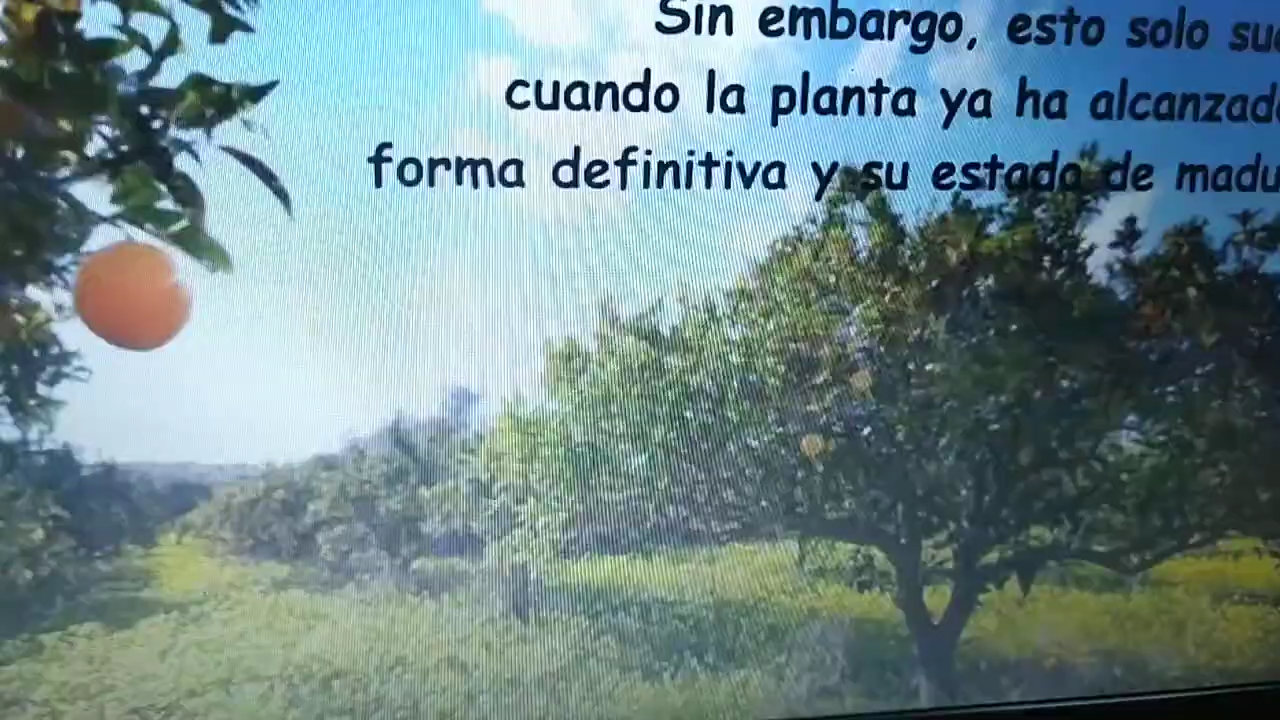 Sin embargo, esto solo
cuando la planta ya ha
forma definitiva y su estado de